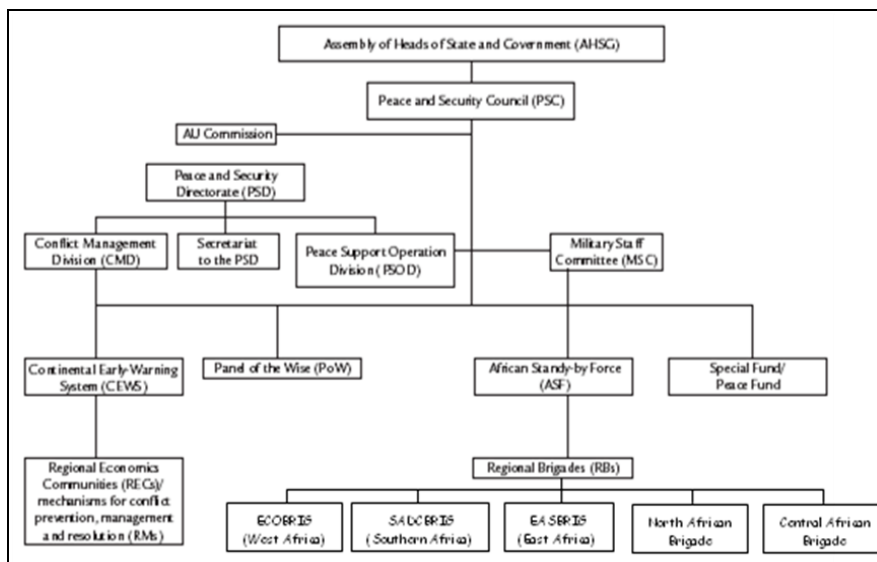 Assembly of Heads of State and Government (AHSG)
Peace and Security Council (PSC)
AU Commission
Peace and Security
Directorate (PSD)
Conflict Management
Division (CMD)
Secretariat
to the PSD
Peace Support Operation
Division (PSOD)
Military Staff
Committee (MSC)
Continental Early-Warning
System (CEWS)
Panel of the Wise (PoW)
African Standy-by Force
(ASF)
Special Fund/
Peace Fund
Regional Economics
Communities (RECs)/
mechanisms for conflict
prevention, management
and resolution (RMs)
Regional Brigades (RBs)
ECOBRIG
(West Africa)
SADCBRIG
(Southern Africa)
EASBRIG
(East Africa)
North African
Brigade
Central African
Brigade